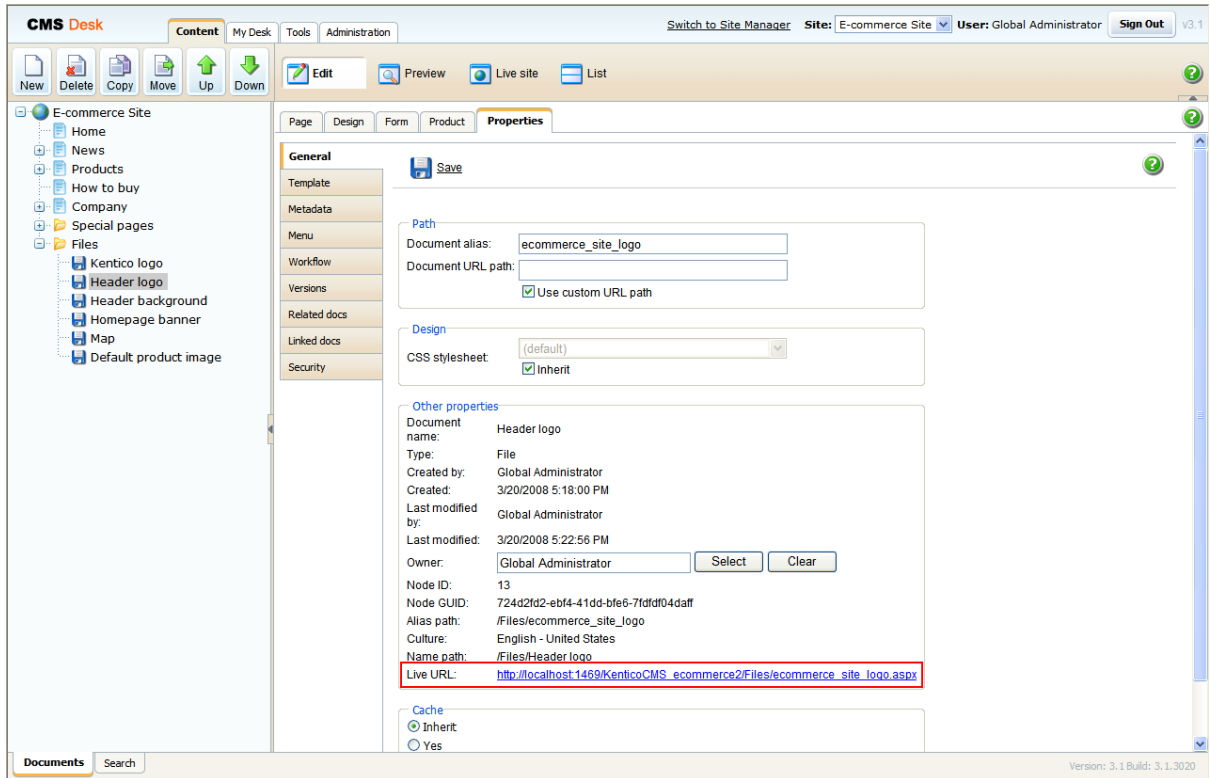 CMS Desk
Content My Desk Tools Administration
Switch to Site Manager Site: E-commerce Site User: Global Administrator Sign Out v3.1
New Delete Copy Move Up Down
Edit Preview Live site List
E-commerce Site
Home
News
Products
How to buy
Company
Special pages
Files
Kentico logo
Header logo
Header background
Homepage banner
Map
Default product image
Page Design Form Product Properties
General
Template
Metadata
Menu
Workflow
Versions
Related docs
Linked docs
Security
Save
Path
Document alias: ecommerce_site_logo
Document URL path:
Use custom URL path
Design
CSS stylesheet: (default)
Inherit
Other properties
Document
name: Header logo
Type: File
Created by: Global Administrator
Created: 3/20/2008 5:18:00 PM
Last modified
by: Global Administrator
Last modified: 3/20/2008 5:22:56 PM
Owner: Global Administrator Select Clear
Node ID: 13
Node GUID: 724d2fd2-ebf4-41dd-bfe6-7fdfdf04daff
Alias path: /Files/ecommerce_site_logo
Culture: English - United States
Name path: /Files/Header logo
Live URL: http://localhost:1469/KenticoCMS_ecommerce2/Files/ecommerce_site_logo.aspx
Cache
Inherit
Yes
Documents Search
Version: 3.1 Build: 3.1.3020